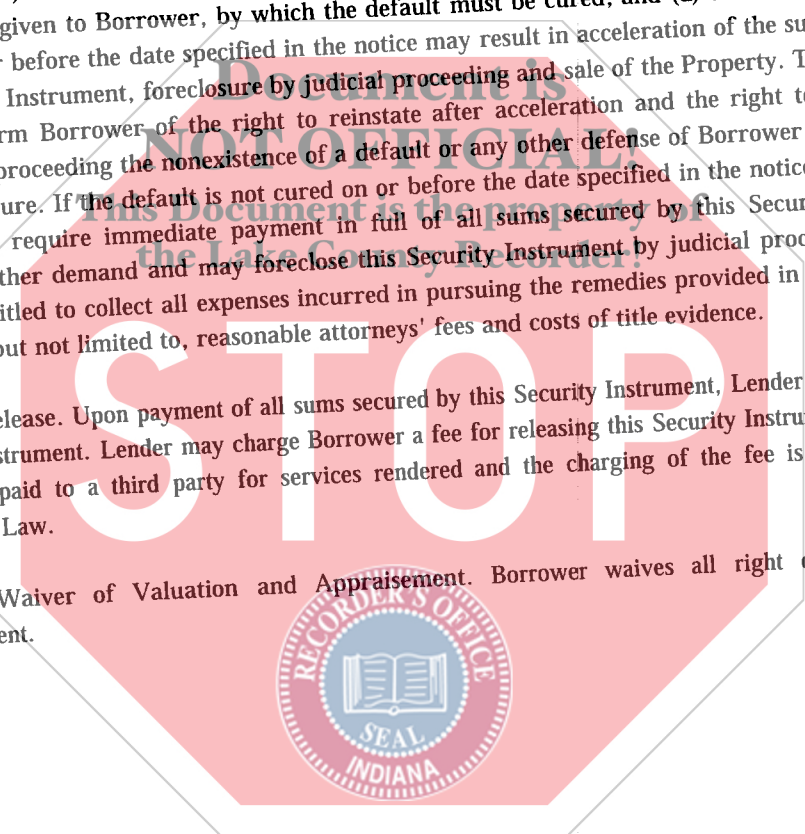 given to Borrower, by which the default must be cured, and (d)
before the date specified in the notice may result in acceleration of the su
Instrument, foreclosure by judicial proceeding and sale of the Property. T
rm Borrower of the right to reinstate after acceleration and the right to
proceeding the nonexistence of a default or any other defense of Borrower
ure. If the default is not cured on or before the date specified in the notice
require immediate payment in full of all sums secured by this Secur
ther demand and may foreclose this Security Instrument by judicial proc
itled to collect all expenses incurred in pursuing the remedies provided in
out not limited to, reasonable attorneys' fees and costs of title evidence.
elease. Upon payment of all sums secured by this Security Instrument, Lender
strument. Lender may charge Borrower a fee for releasing this Security Instru
paid to a third party for services rendered and the charging of the fee is
Law.
Waiver of Valuation and Appraisement. Borrower waives all right
ent.
Document is
NOT OFFICIAL!
This Document is the property of
the Lake County Recorder!
STOP
RECORDER'S OFFICE
SEAL
INDIANA